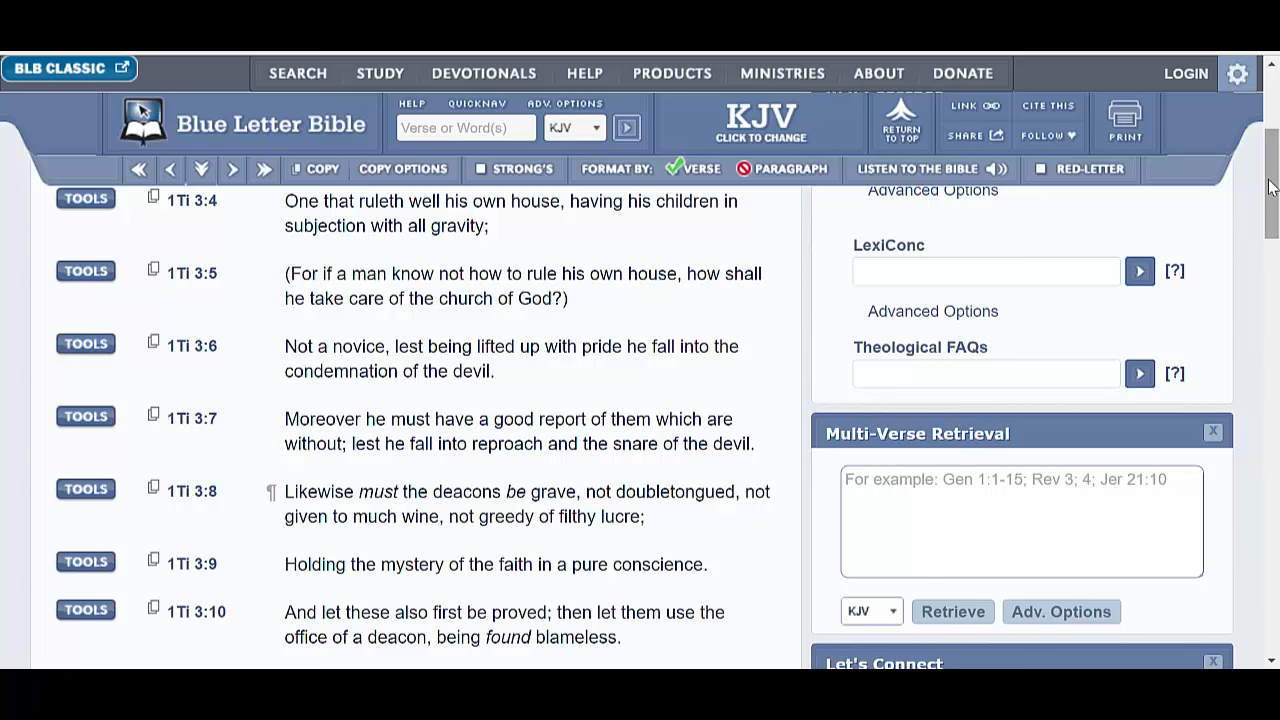 BLB CLASSIC
SEARCH STUDY DEVOTIONALS HELP PRODUCTS MINISTRIES ABOUT DONATE LOGIN
Blue Letter Bible
HELP QUICKNAV ADV. OPTIONS
Verse or Word(s) KJV
KJV
CLICK TO CHANGE
RETURN
TO TOP
LINK CITE THIS
SHARE FOLLOW
PRINT
COPY COPY OPTIONS STRONG'S FORMAT BY: VERSE PARAGRAPH LISTEN TO THE BIBLE RED-LETTER
TOOLS 1Ti 3:4 One that ruleth well his own house, having his children in
subjection with all gravity;
TOOLS 1Ti 3:5 (For if a man know not how to rule his own house, how shall
he take care of the church of God?)
TOOLS 1Ti 3:6 Not a novice, lest being lifted up with pride he fall into the
condemnation of the devil.
TOOLS 1Ti 3:7 Moreover he must have a good report of them which are
without; lest he fall into reproach and the snare of the devil.
TOOLS 1Ti 3:8 ¶ Likewise must the deacons be grave, not doubletongued, not
given to much wine, not greedy of filthy lucre;
TOOLS 1Ti 3:9 Holding the mystery of the faith in a pure conscience.
TOOLS 1Ti 3:10 And let these also first be proved; then let them use the
office of a deacon, being found blameless.
Advanced Options
LexiConc
[?]
Advanced Options
Theological FAQs
[?]
Multi-Verse Retrieval X
For example: Gen 1:1-15; Rev 3; 4; Jer 21:10
KJV Retrieve Adv. Options
Let's Connect X